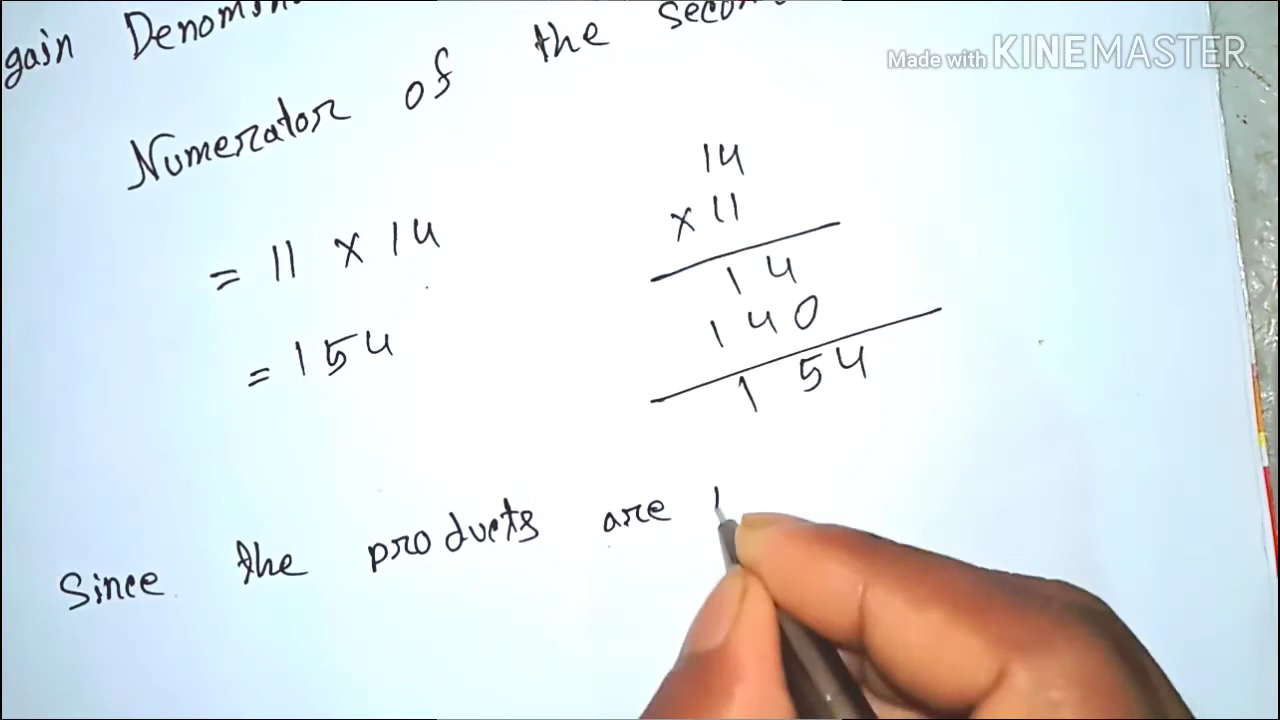 gain
Made with KINEMASTER
Numerator of the
= 11 x 14
= 154
14
x 11
14
140
154
Since the products are